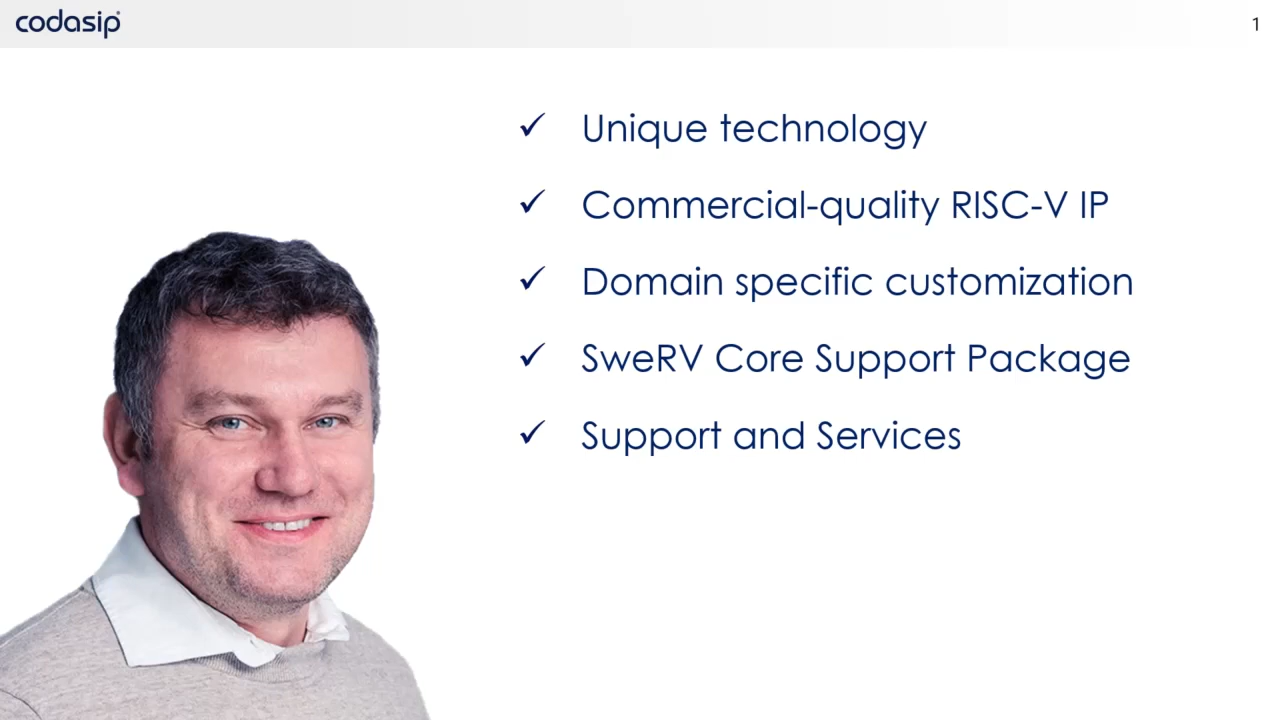 codasip
1
Unique technology
Commercial-quality RISC-V IP
Domain specific customization
SweRV Core Support Package
Support and Services